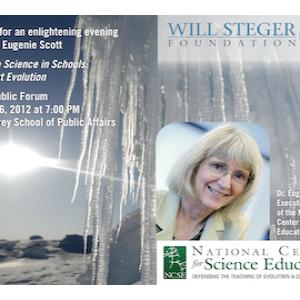 for an enlightening evening
Eugenie Scott
Science in Schools:
t Evolution
ublic Forum
6, 2012 at 7:00 PM
rey School of Public Affairs
WILL STEGER
FOUNDATION
Dr. Eug
Executi
of the N
Center
Educat
NCSE
NATIONAL CE
for Science Educ
DEFENDING THE TEACHING OF EVOLUTION & C